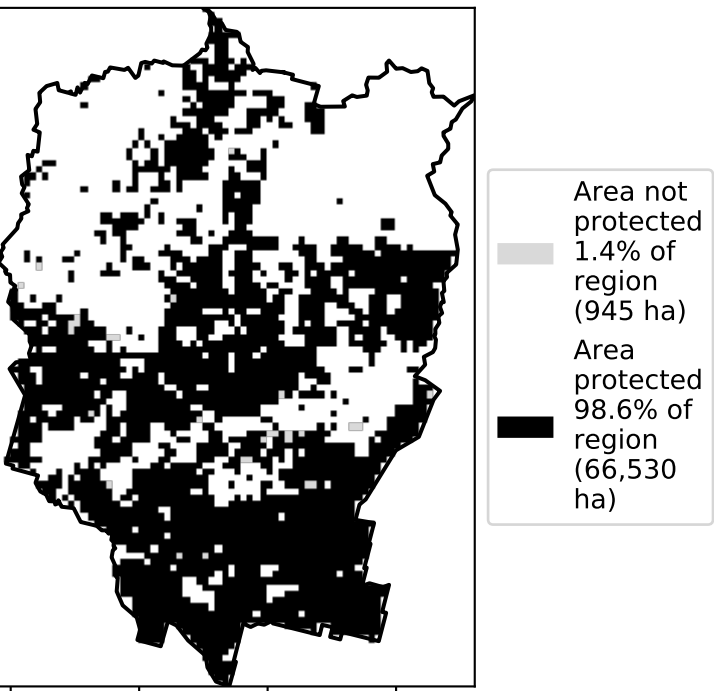 Area not
protected
1.4% of
region
(945 ha)
Area
protected
98.6% of
region
(66,530
ha)